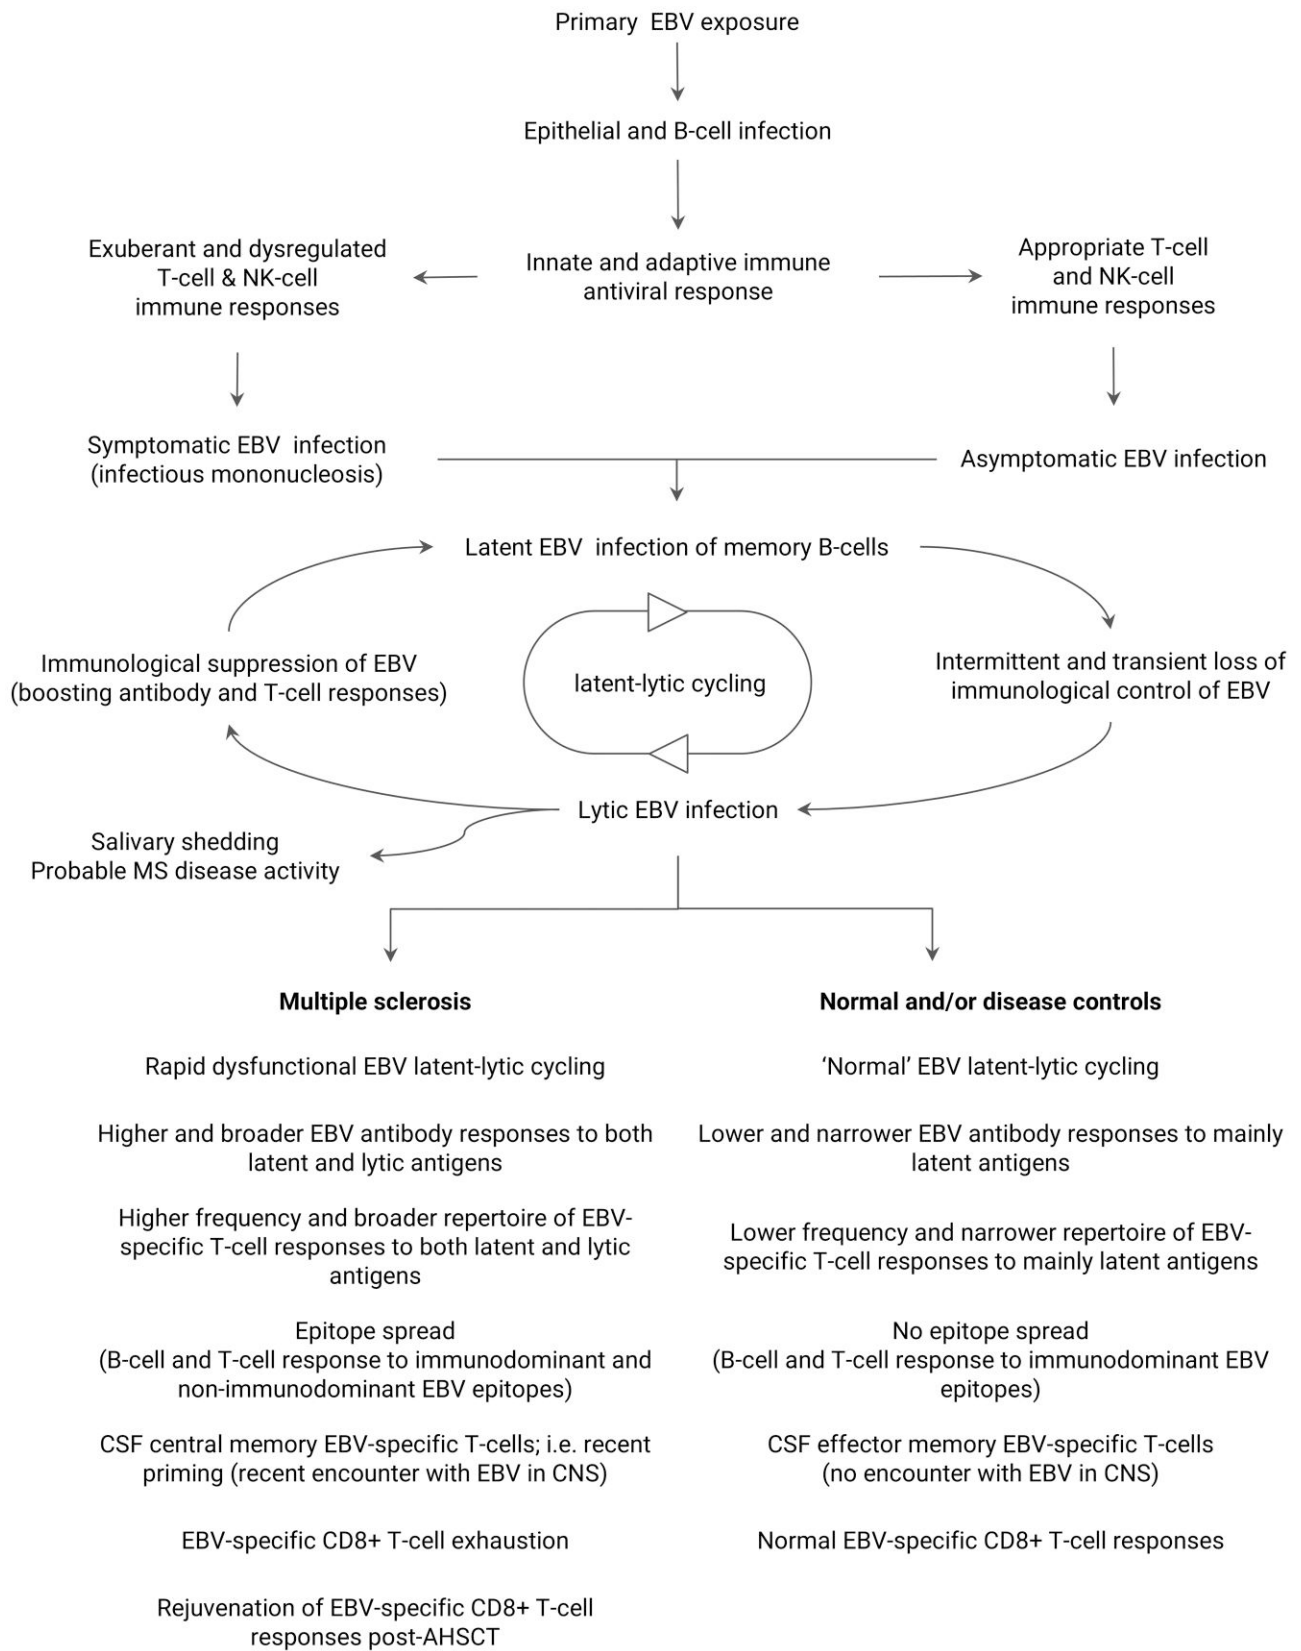 Primary EBV exposure
Epithelial and B-cell infection
Exuberant and dysregulated
T-cell & NK-cell
immune responses
Innate and adaptive immune
antiviral response
Appropriate T-cell
and NK-cell
immune responses
Symptomatic EBV infection
(infectious mononucleosis)
Asymptomatic EBV infection
Latent EBV infection of memory B-cells
Immunological suppression of EBV
(boosting antibody and T-cell responses)
latent-lytic cycling
Intermittent and transient loss of
immunological control of EBV
Lytic EBV infection
Salivary shedding
Probable MS disease activity
Multiple sclerosis
Rapid dysfunctional EBV latent-lytic cycling
Higher and broader EBV antibody responses to both
latent and lytic antigens
Higher frequency and broader repertoire of EBV-
specific T-cell responses to both latent and lytic
antigens
Epitope spread
(B-cell and T-cell response to immunodominant and
non-immunodominant EBV epitopes)
CSF central memory EBV-specific T-cells; i.e. recent
priming (recent encounter with EBV in CNS)
EBV-specific CD8+ T-cell exhaustion
Rejuvenation of EBV-specific CD8+ T-cell
responses post-AHSCT
Normal and/or disease controls
‘Normal’ EBV latent-lytic cycling
Lower and narrower EBV antibody responses to mainly
latent antigens
Lower frequency and narrower repertoire of EBV-
specific T-cell responses to mainly latent antigens
No epitope spread
(B-cell and T-cell response to immunodominant EBV
epitopes)
CSF effector memory EBV-specific T-cells
(no encounter with EBV in CNS)
Normal EBV-specific CD8+ T-cell responses